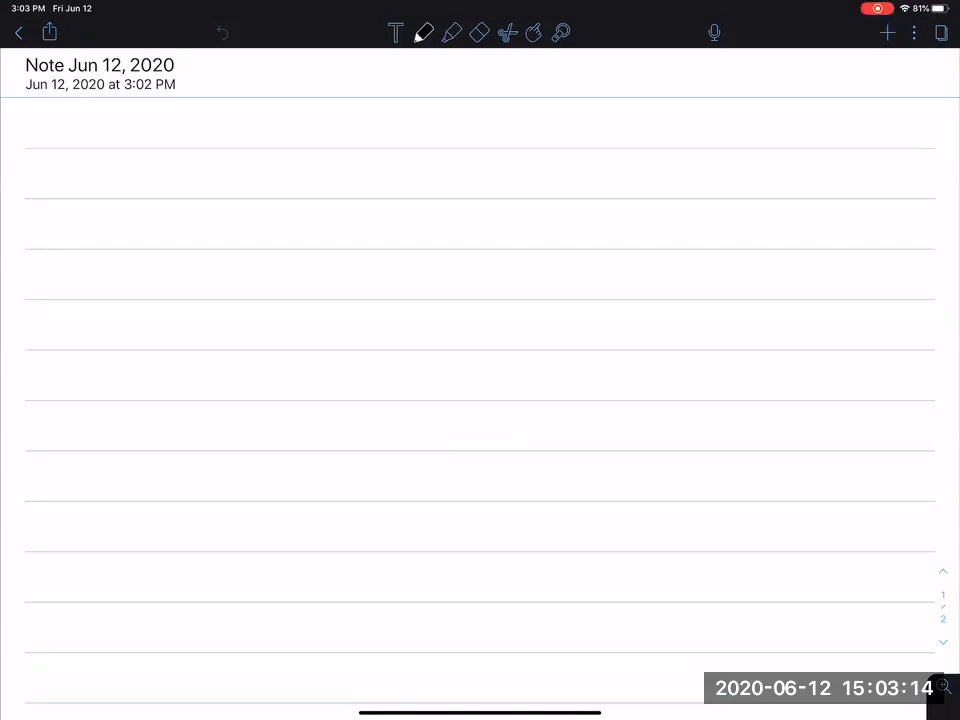 3:03 PM Fri Jun 12
81%
T
Note Jun 12, 2020
Jun 12, 2020 at 3:02 PM
1
/
2
2020-06-12 15:03:14